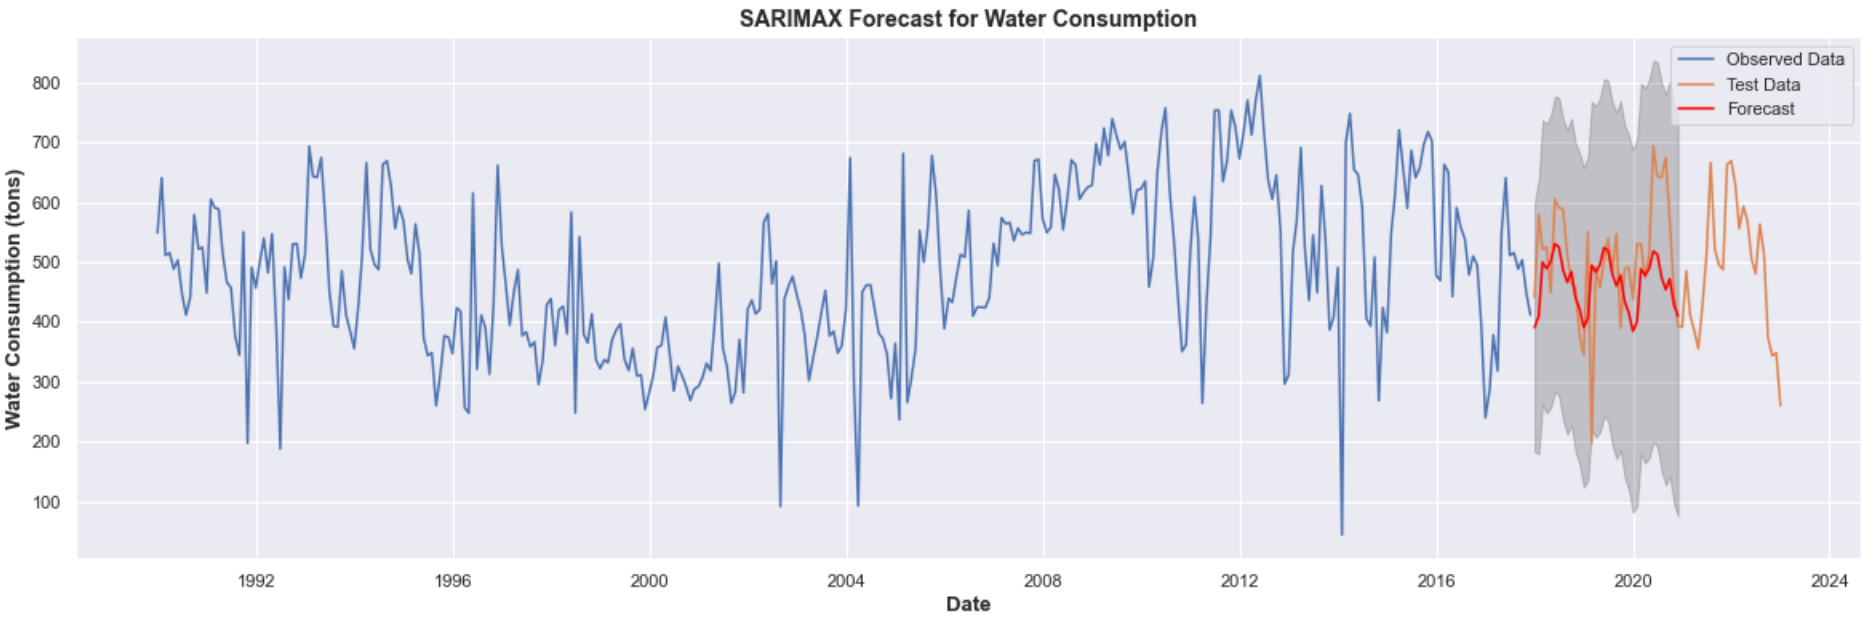 SARIMAX Forecast for Water Consumption
Observed Data
Test Data
Forecast
Water Consumption (tons)
800
700
600
500
400
300
200
100
1992 1996 2000 2004 2008 2012 2016 2020 2024
Date